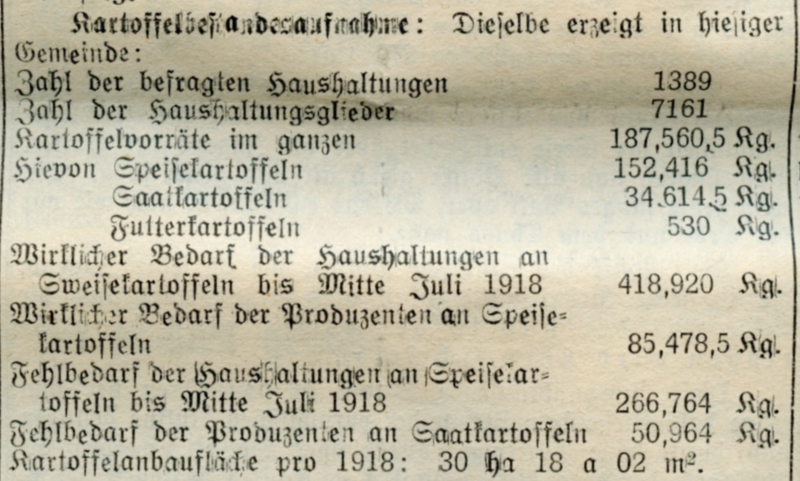 Kartoffelbestandesaufnahme: Dieselbe erzeigt in hiesiger
Gemeinde:
Zahl der befragten Haushaltungen 1389
Zahl der Haushaltungsglieder 7161
Kartoffelvorräte im ganzen 187,560,5 Kg.
Hievon Speisekartoffeln 152,416 Kg.
Saatkartoffeln 34.614,5 Kg.
Futterkartoffeln 530 Kg.
Wirklicher Bedarf der Haushaltungen an
Sweisekartoffeln bis Mitte Juli 1918 418,920 Kg.
Wirklicher Bedarf der Produzenten an Speise-
kartoffeln 85,478,5 Kg.
Fehlbedarf der Haushaltungen an Speisekar-
toffeln bis Mitte Juli 1918 266,764 Kg.
Fehlbedarf der Produzenten an Saatkartoffeln 50,964 Kg.
Kartoffelanbaufläche pro 1918: 30 ha 18 a 02 m².